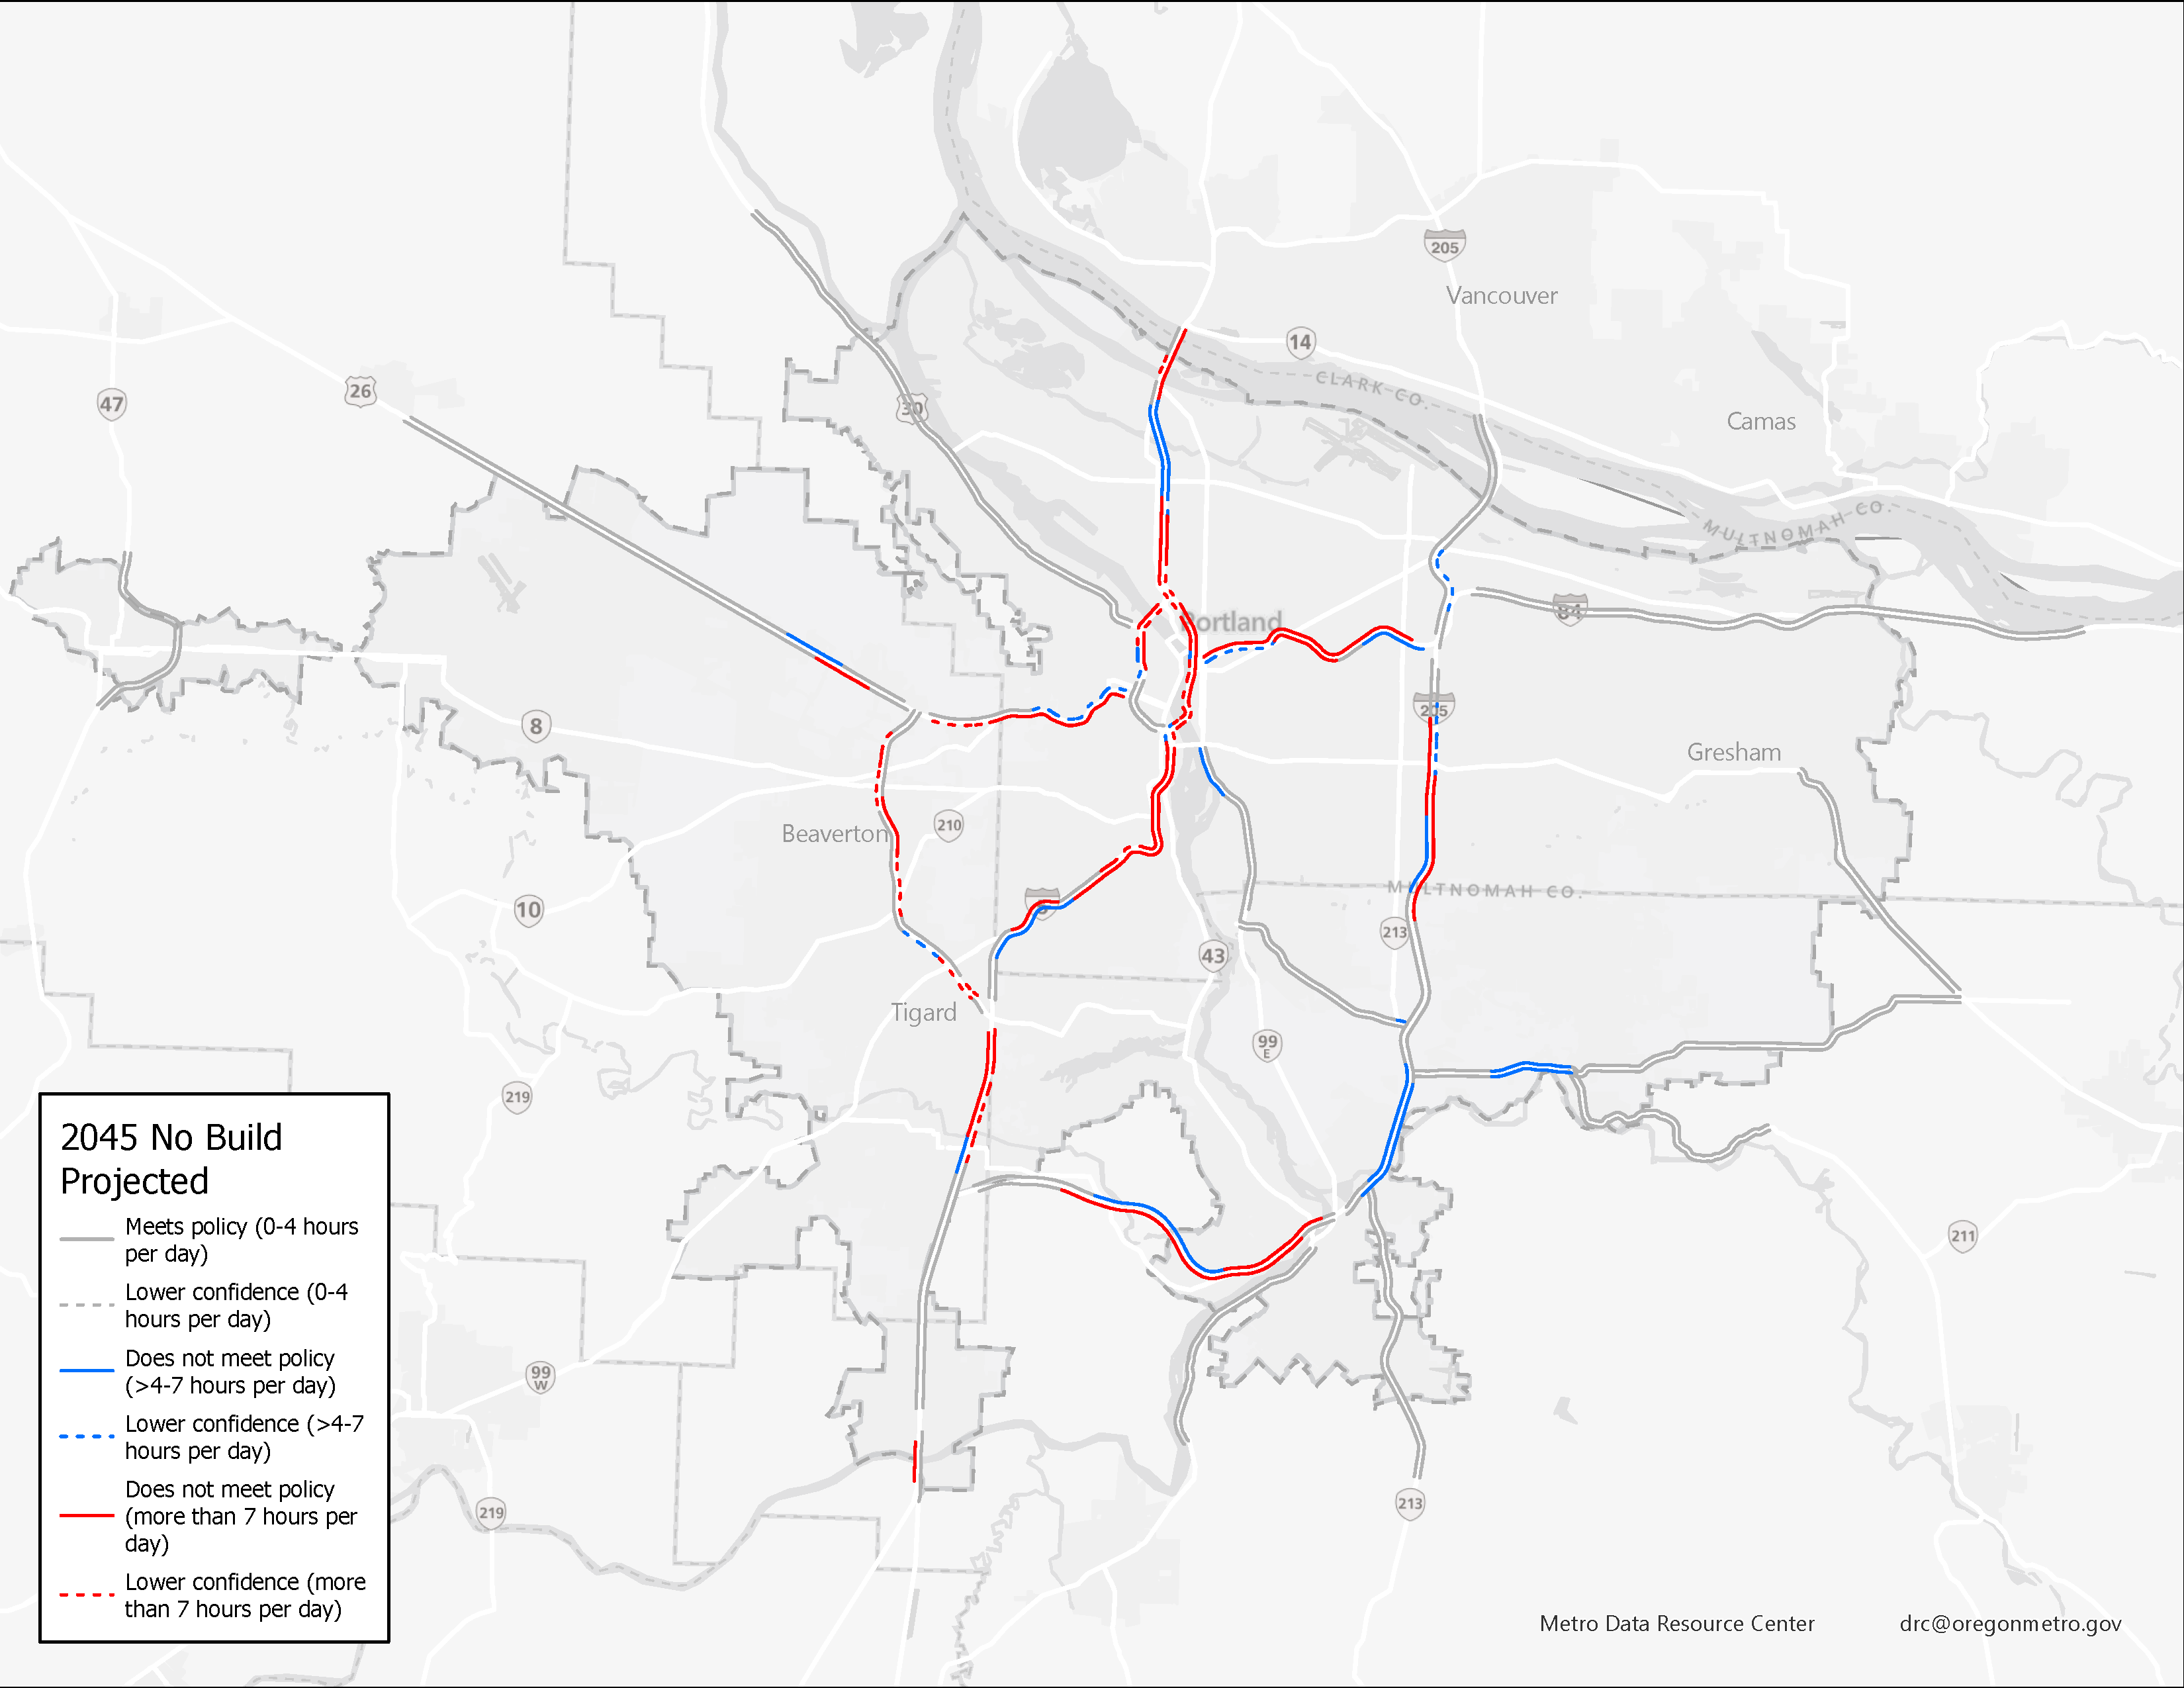 205
Vancouver
14
CLARK CO.
26
47
30
Camas
MULTNOMAH CO.
Portland
84
205
8
Gresham
Beaverton
210
MULTNOMAH CO.
10
5
213
43
Tigard
99
E
219
2045 No Build
Projected
Meets policy (0-4 hours
per day)
Lower confidence (0-4
hours per day)
Does not meet policy
(>4-7 hours per day)
Lower confidence (>4-7
hours per day)
Does not meet policy
(more than 7 hours per
day)
Lower confidence (more
than 7 hours per day)
211
99
W
219
213
Metro Data Resource Center
drc@oregonmetro.gov